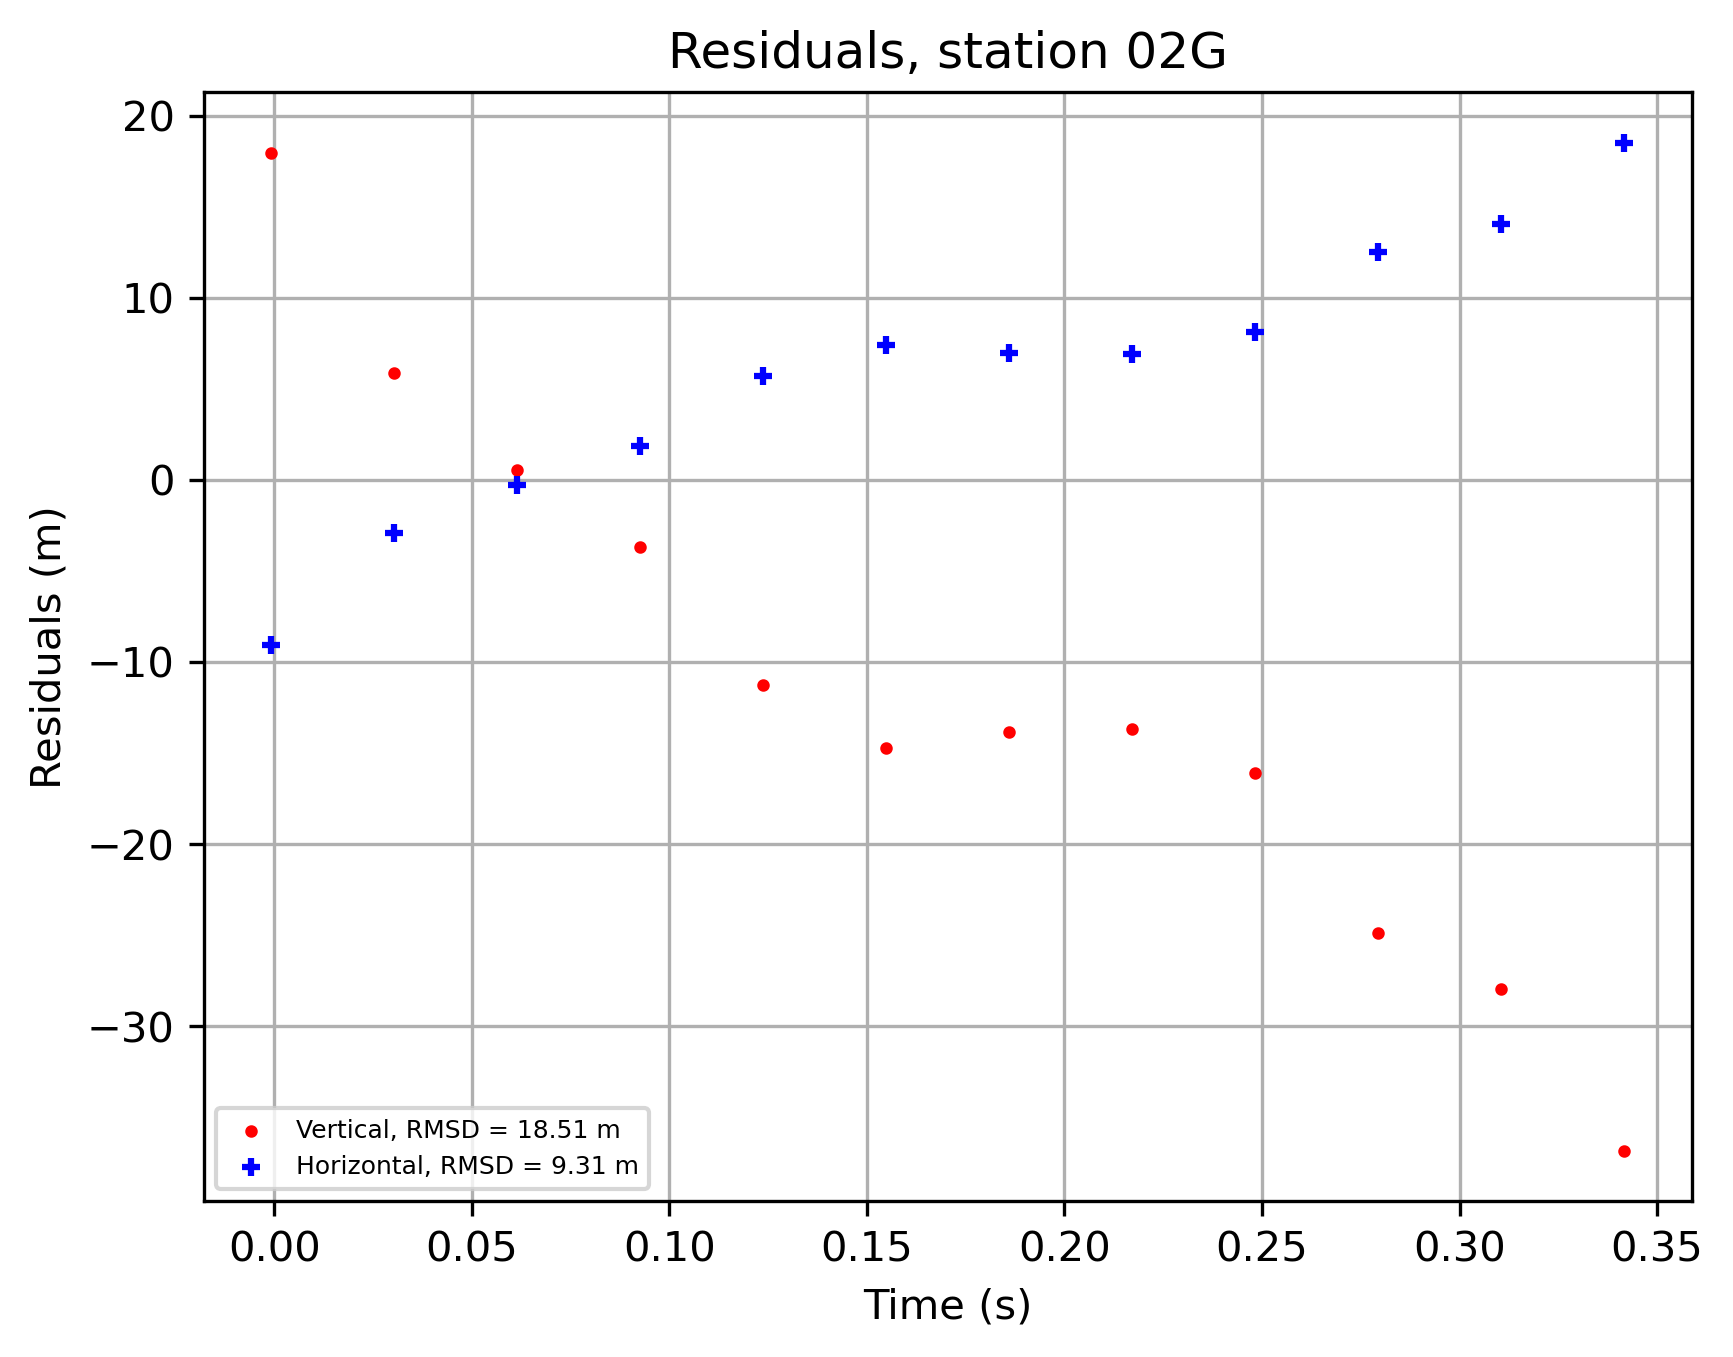 Residuals, station 02G
20
10
0
−10
−20
−30
Residuals (m)
Vertical, RMSD = 18.51 m
Horizontal, RMSD = 9.31 m
0.00 0.05 0.10 0.15 0.20 0.25 0.30 0.35
Time (s)